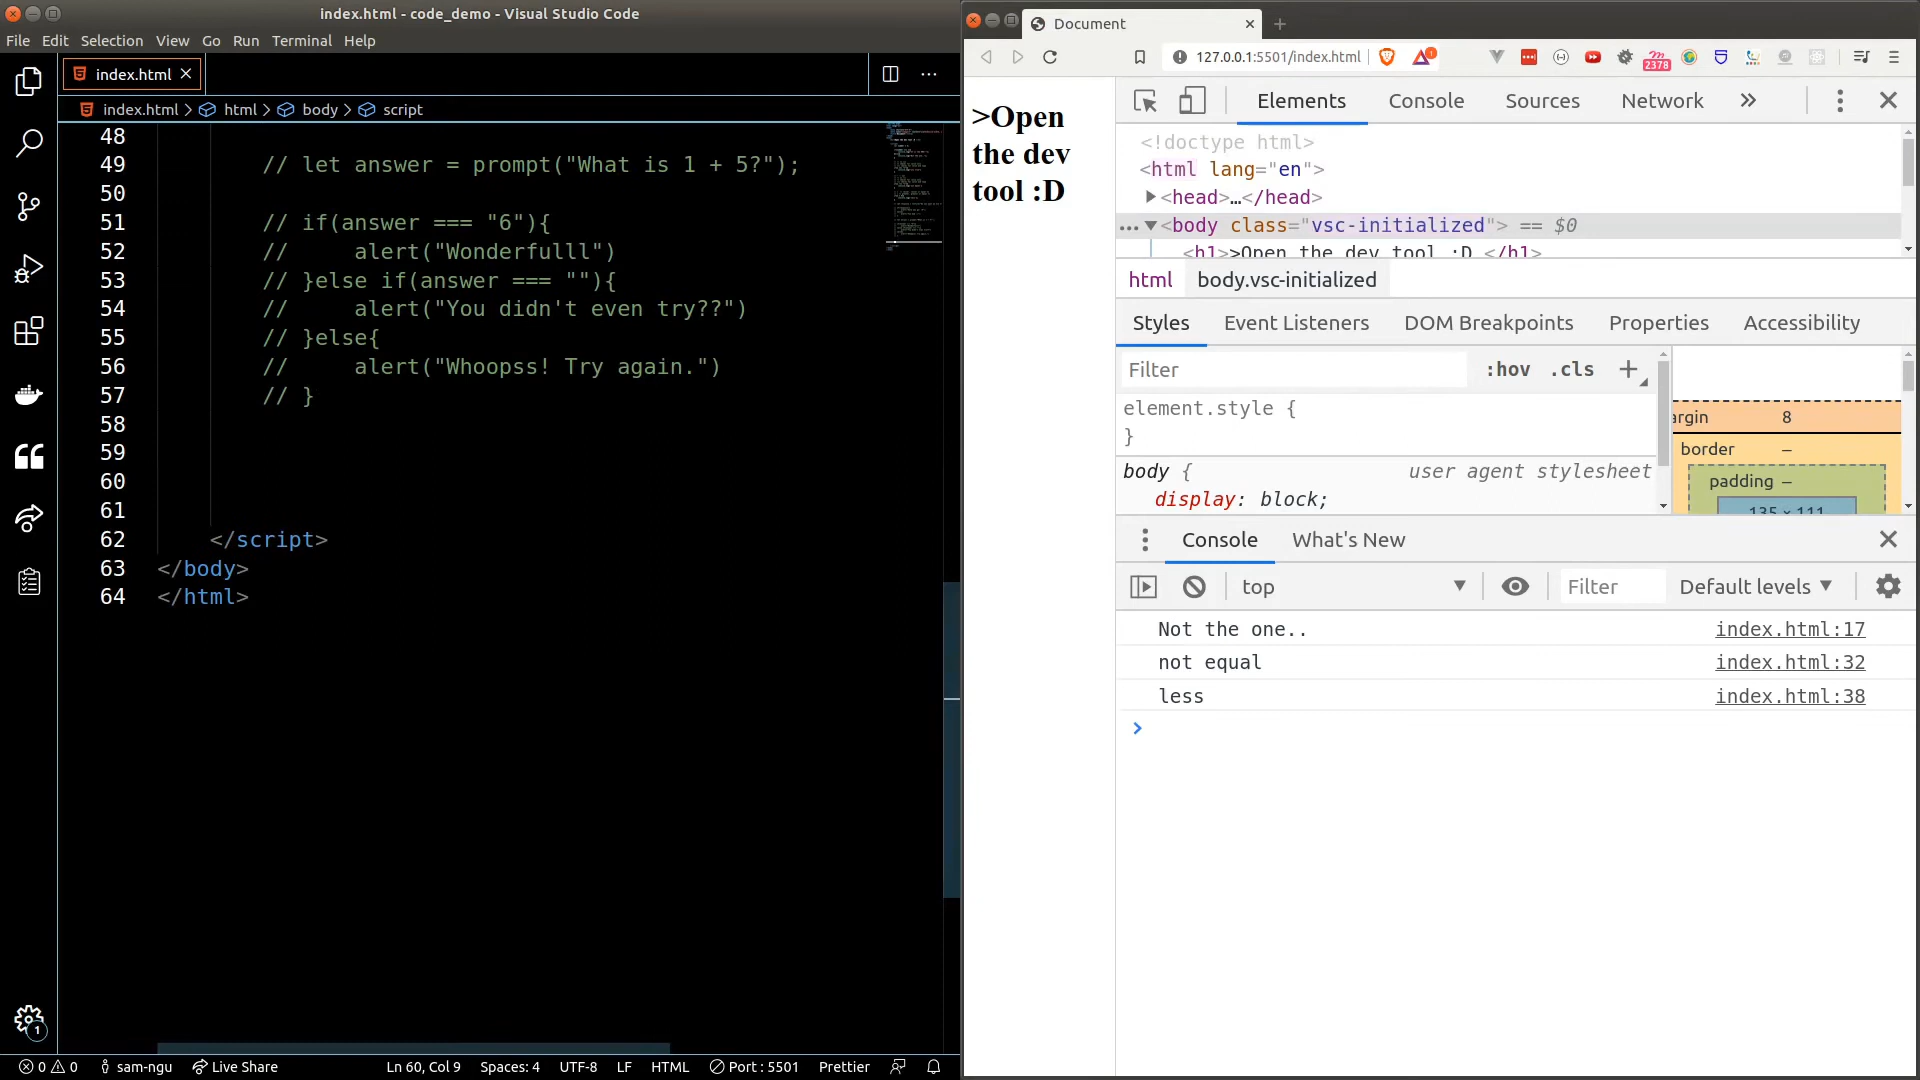 index.html - code_demo - Visual Studio Code
File Edit Selection View Go Run Terminal Help
index.html
index.html > html > body > script
48
49 // let answer = prompt("What is 1 + 5?");
50
51 // if(answer === "6"){
52 //     alert("Wonderfulll")
53 // }else if(answer === ""){
54 //     alert("You didn't even try??")
55 // }else{
56 //     alert("Whoopss! Try again.")
57 // }
58
59
60
61
62 </script>
63 </body>
64 </html>
1
0 0 sam-ngu Live Share Ln 60, Col 9 Spaces: 4 UTF-8 LF HTML Port : 5501 Prettier
Document
127.0.0.1:5501/index.html 1 2378
>Open
the dev
tool :D
Elements Console Sources Network »
<!doctype html>
<html lang="en">
<head>…</head>
<body class="vsc-initialized"> == $0
<h1>>Open the dev tool :D </h1>
html body.vsc-initialized
Styles Event Listeners DOM Breakpoints Properties Accessibility
Filter :hov .cls +
element.style {
}
body { user agent stylesheet
display: block;
argin 8
border –
padding –
135 × 111
Console What's New
top Filter Default levels
Not the one.. index.html:17
not equal index.html:32
less index.html:38